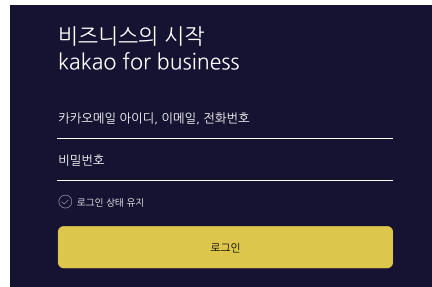 비즈니스의 시작
kakao for business
카카오메일 아이디, 이메일, 전화번호
비밀번호
로그인 상태 유지
로그인